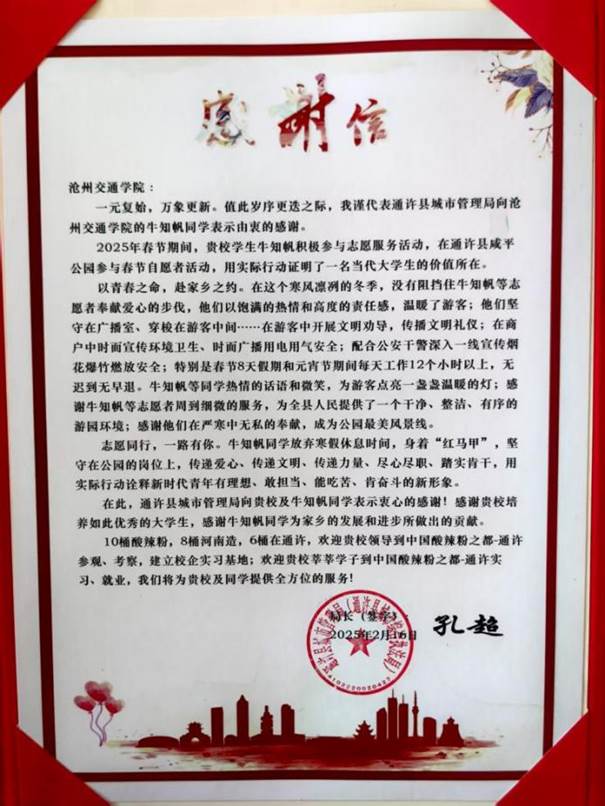 感谢信
沧州交通学院：
一元复始，万象更新。值此岁序更迭之际，我谨代表通许县城市管理局向沧
州交通学院的牛知帆同学表示由衷的感谢。
2025年春节期间，贵校学生牛知帆积极参与志愿服务活动，在通许县咸平
公园参与春节自愿者活动，用实际行动证明了一名当代大学生的价值所在。
以青春之命，赴家乡之约。在这个寒风凛冽的冬季，没有阻挡住牛知帆等志
愿者奉献爱心的步伐，他们以饱满的热情和高度的责任感，温暖了游客；他们坚
守在广播室、穿梭在游客中间……在游客中开展文明劝导，传播文明礼仪；在商
户中时而宣传环境卫生、时而广播用电用气安全；配合公安干警深入一线宣传烟
花爆竹燃放安全；特别是春节8天假期和元宵节期间每天工作12个小时以上，无
迟到无早退。牛知帆等同学热情的话语和微笑，为游客点亮一盏盏温暖的灯；感
谢牛知帆等志愿者周到细微的服务，为全县人民提供了一个干净、整洁、有序的
游园环境；感谢他们在严寒中无私的奉献，成为公园最美风景线。
志愿同行，一路有你。牛知帆同学放弃寒假休息时间，身着“红马甲”，坚
守在公园的岗位上，传递爱心、传递文明、传递力量、尽心尽职、踏实肯干，用
实际行动诠释新时代青年有理想、敢担当、能吃苦、肯奋斗的新形象。
在此，通许县城市管理局向贵校及牛知帆同学表示衷心的感谢！感谢贵校培
养如此优秀的大学生，感谢牛知帆同学为家乡的发展和进步所做出的贡献。
10桶酸辣粉，8桶河南造，6桶在通许，欢迎贵校领导到中国酸辣粉之都-通许
参观、考察，建立校企实习基地；欢迎贵校莘莘学子到中国酸辣粉之都-通许实
习、就业，我们将为贵校及同学提供全方位的服务！
局长（签字）：孔超
2025年2月16日